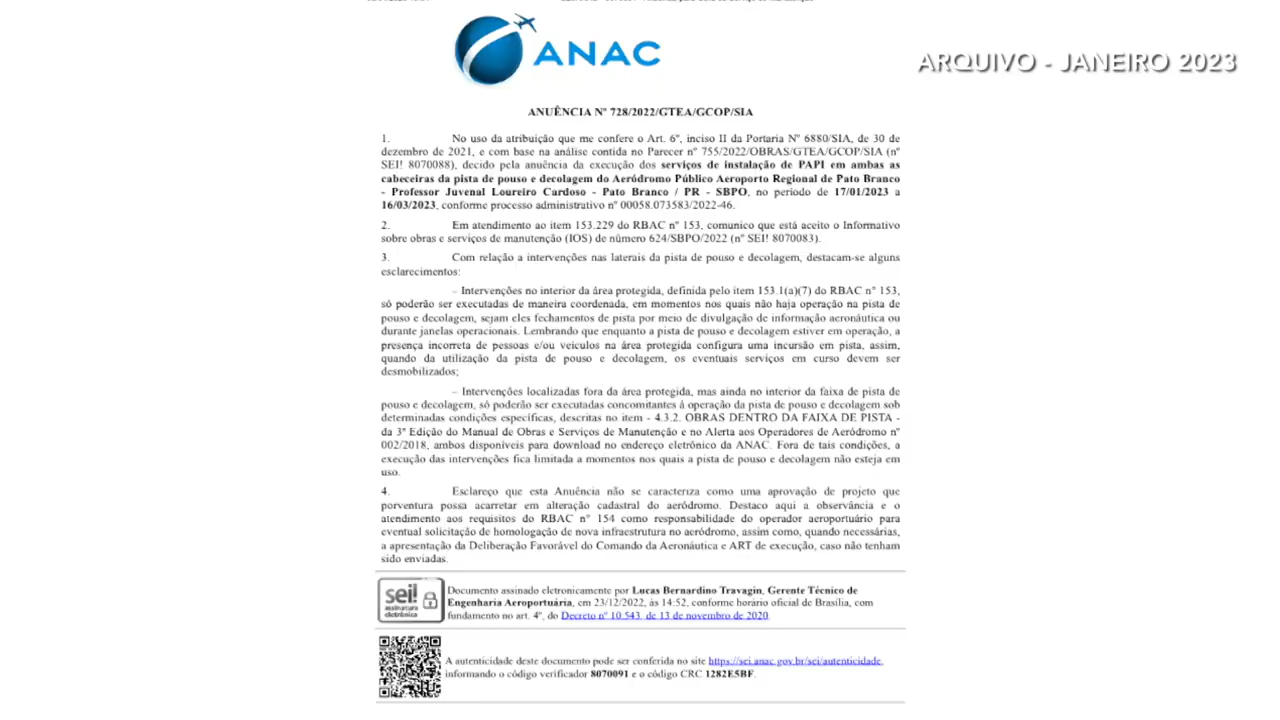 ANAC
ARQUIVO - JANEIRO 2023
ANUÊNCIA Nº 728/2022/GTEA/GCOP/SIA
1. No uso da atribuição que me confere o Art. 6º, inciso II da Portaria Nº 6880/SIA, de 30 de
dezembro de 2021, e com base na análise contida no Parecer nº 755/2022/OBRAS/GTEA/GCOP/SIA (nº
SEI! 8070088), decido pela anuência da execução dos serviços de instalação de PAPI em ambas as
cabeceiras da pista de pouso e decolagem do Aeródromo Público Aeroporto Regional de Pato Branco
- Professor Juvenal Loureiro Cardoso - Pato Branco / PR - SBPO, no período de 17/01/2023 a
16/03/2023, conforme processo administrativo nº 00058.073583/2022-46.
2. Em atendimento ao item 153.229 do RBAC nº 153, comunico que está aceito o Informativo
sobre obras e serviços de manutenção (IOS) de número 624/SBPO/2022 (nº SEI! 8070083).
3. Com relação a intervenções nas laterais da pista de pouso e decolagem, destacam-se alguns
esclarecimentos:
– Intervenções no interior da área protegida, definida pelo item 153.1(a)(7) do RBAC n° 153,
só poderão ser executadas de maneira coordenada, em momentos nos quais não haja operação na pista de
pouso e decolagem, sejam eles fechamentos de pista por meio de divulgação de informação aeronáutica ou
durante janelas operacionais. Lembrando que enquanto a pista de pouso e decolagem estiver em operação, a
presença incorreta de pessoas e/ou veículos na área protegida configura uma incursão em pista, assim,
quando da utilização da pista de pouso e decolagem, os eventuais serviços em curso devem ser
desmobilizados;
– Intervenções localizadas fora da área protegida, mas ainda no interior da faixa de pista de
pouso e decolagem, só poderão ser executadas concomitantes à operação da pista de pouso e decolagem sob
determinadas condições específicas, descritas no item - 4.3.2. OBRAS DENTRO DA FAIXA DE PISTA -
da 3ª Edição do Manual de Obras e Serviços de Manutenção e no Alerta aos Operadores de Aeródromo nº
002/2018, ambos disponíveis para download no endereço eletrônico da ANAC. Fora de tais condições, a
execução das intervenções fica limitada a momentos nos quais a pista de pouso e decolagem não esteja em
uso.
4. Esclareço que esta Anuência não se caracteriza como uma aprovação de projeto que
porventura possa acarretar em alteração cadastral do aeródromo. Destaco aqui a observância e o
atendimento aos requisitos do RBAC n° 154 como responsabilidade do operador aeroportuário para
eventual solicitação de homologação de nova infraestrutura no aeródromo, assim como, quando necessárias,
a apresentação da Deliberação Favorável do Comando da Aeronáutica e ART de execução, caso não tenham
sido enviadas.
sei!
assinatura
eletrônica
Documento assinado eletronicamente por Lucas Bernardino Travagin, Gerente Técnico de
Engenharia Aeroportuária, em 23/12/2022, às 14:52, conforme horário oficial de Brasília, com
fundamento no art. 4º, do Decreto nº 10.543, de 13 de novembro de 2020.
A autenticidade deste documento pode ser conferida no site https://sei.anac.gov.br/sei/autenticidade,
informando o código verificador 8070091 e o código CRC 1282E5BF.